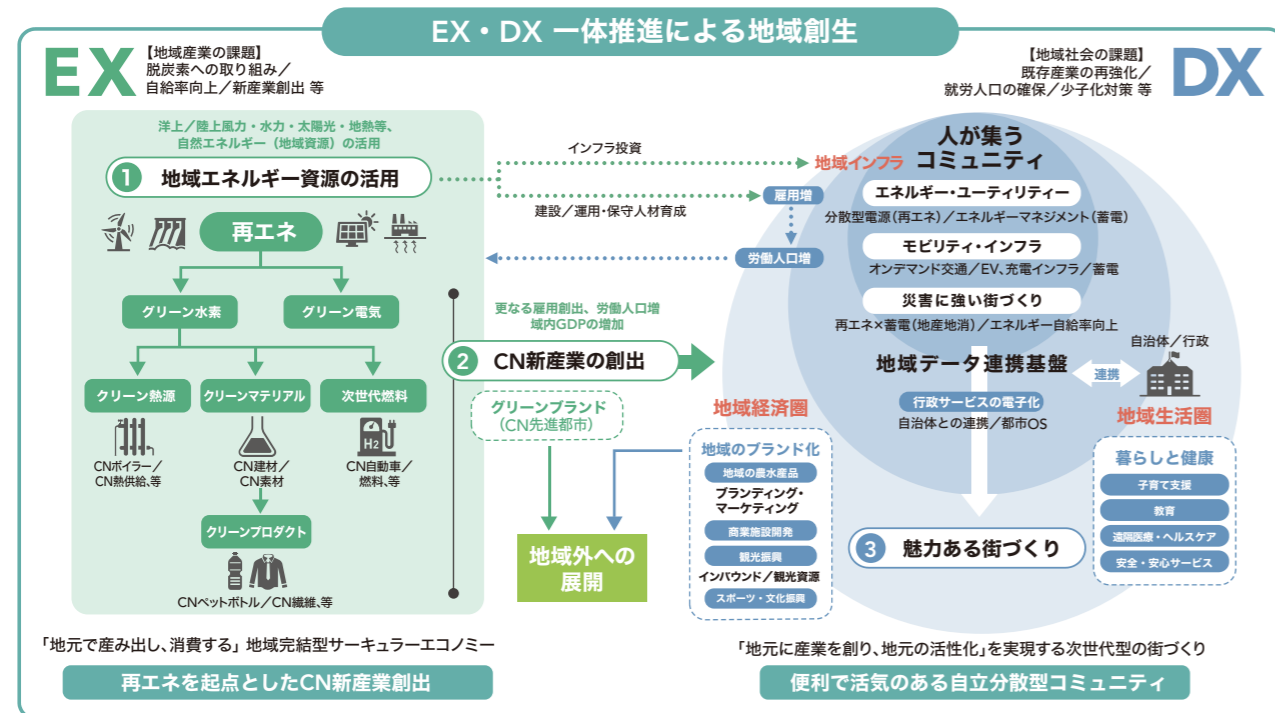 EX・DX 一体推進による地域創生
EX
【地域産業の課題】
脱炭素への取り組み／
自給率向上／新産業創出 等
【地域社会の課題】
既存産業の再強化／
就労人口の確保／少子化対策 等
DX
洋上／陸上風力・水力・太陽光・地熱等、
自然エネルギー（地域資源）の活用
1 地域エネルギー資源の活用
再エネ
グリーン水素
グリーン電気
クリーン熱源
クリーンマテリアル
次世代燃料
H2
CNボイラー／
CN熱供給、等
CN建材／
CN素材
CN自動車／
燃料、等
クリーンプロダクト
CNペットボトル／CN繊維、等
インフラ投資
建設／運用・保守人材育成
雇用増
労働人口増
更なる雇用創出、労働人口増
域内GDPの増加
2 CN新産業の創出
グリーンブランド
（CN先進都市）
地域外への
展開
地域インフラ
人が集う
コミュニティ
エネルギー・ユーティリティー
分散型電源（再エネ）／エネルギーマネジメント（蓄電）
モビリティ・インフラ
オンデマンド交通／EV、充電インフラ／蓄電
災害に強い街づくり
再エネ×蓄電（地産地消）／エネルギー自給率向上
地域データ連携基盤
行政サービスの電子化
自治体との連携／都市OS
連携
自治体／行政
地域経済圏
地域のブランド化
地域の農水産品
ブランディング・
マーケティング
商業施設開発
観光振興
インバウンド／観光資源
スポーツ・文化振興
地域生活圏
暮らしと健康
子育て支援
教育
遠隔医療・ヘルスケア
安全・安心サービス
3 魅力ある街づくり
「地元で産み出し、消費する」地域完結型サーキュラーエコノミー
再エネを起点としたCN新産業創出
「地元に産業を創り、地元の活性化」を実現する次世代型の街づくり
便利で活気のある自立分散型コミュニティ